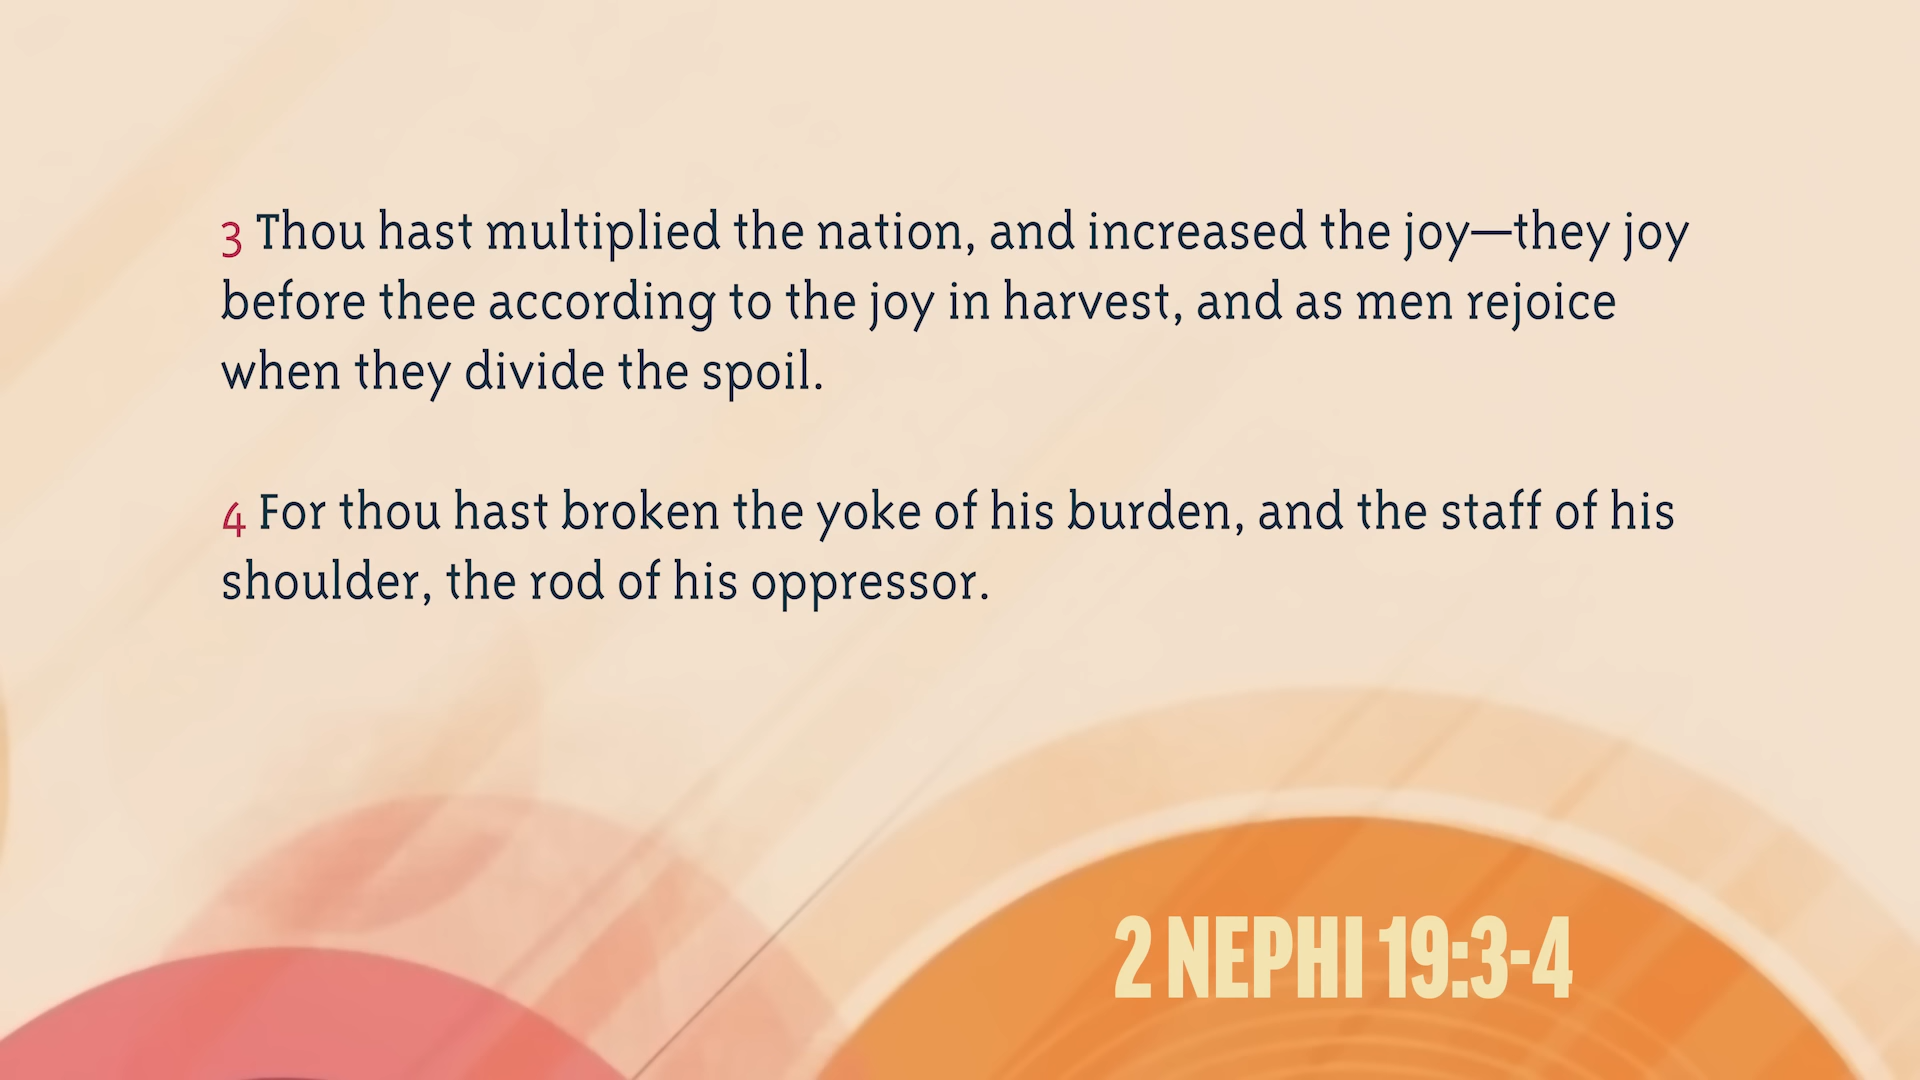 3 Thou hast multiplied the nation, and increased the joy—they joy
before thee according to the joy in harvest, and as men rejoice
when they divide the spoil.
4 For thou hast broken the yoke of his burden, and the staff of his
shoulder, the rod of his oppressor.
2 NEPHI 19:3-4